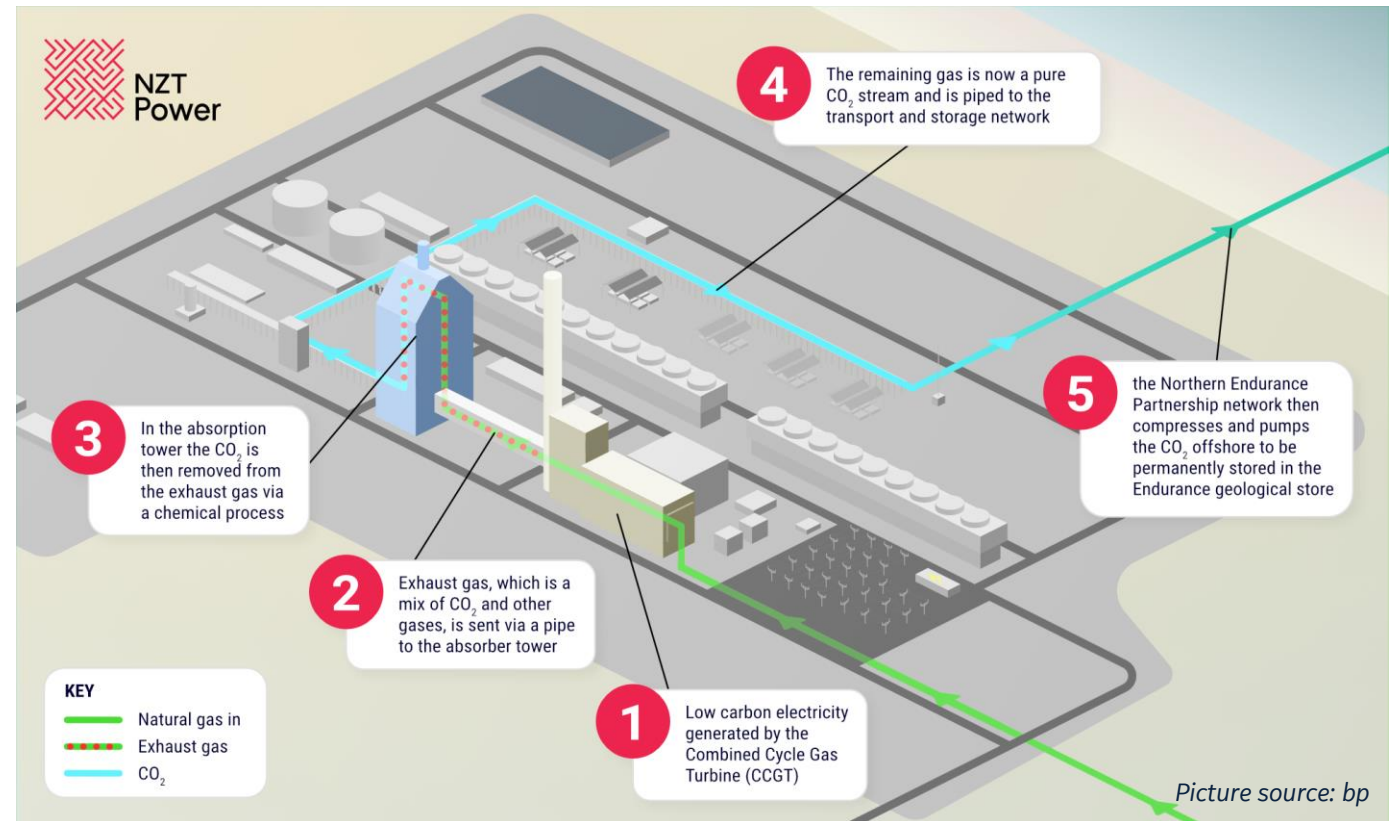 NZT
Power
4
The remaining gas is now a pure
CO₂ stream and is piped to the
transport and storage network
5
the Northern Endurance
Partnership network then
compresses and pumps
the CO₂ offshore to be
permanently stored in the
Endurance geological store
3
In the absorption
tower the CO₂ is
then removed from
the exhaust gas via
a chemical process
2
Exhaust gas, which is a
mix of CO₂ and other
gases, is sent via a pipe
to the absorber tower
1
Low carbon electricity
generated by the
Combined Cycle Gas
Turbine (CCGT)
KEY
Natural gas in
Exhaust gas
CO₂
Picture source: bp